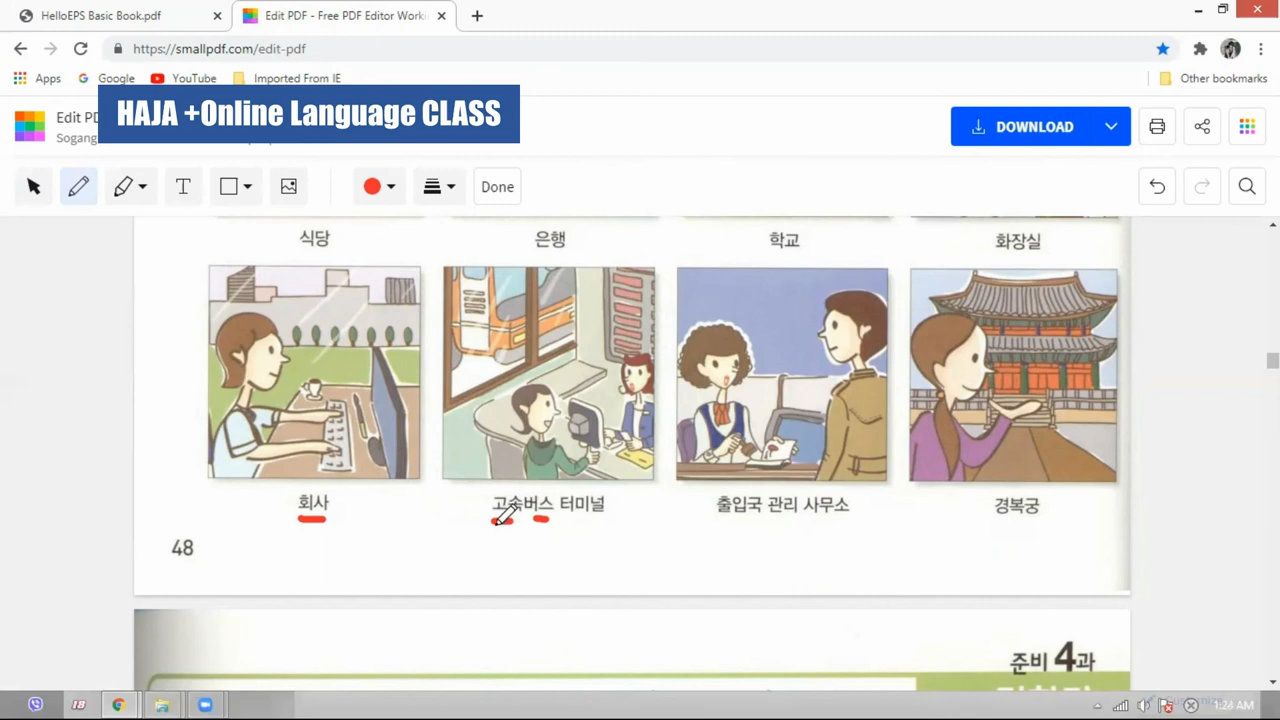 HelloEPS Basic Book.pdf
Edit PDF - Free PDF Editor Worki
https://smallpdf.com/edit-pdf
Apps Google YouTube Imported From IE Other bookmarks
HAJA +Online Language CLASS
Edit PD
Sogang
DOWNLOAD
T
Done
식당 은행 학교 화장실
회사 고속버스 터미널 출입국 관리 사무소 경복궁
48
준비 4과
18
1:24 AM